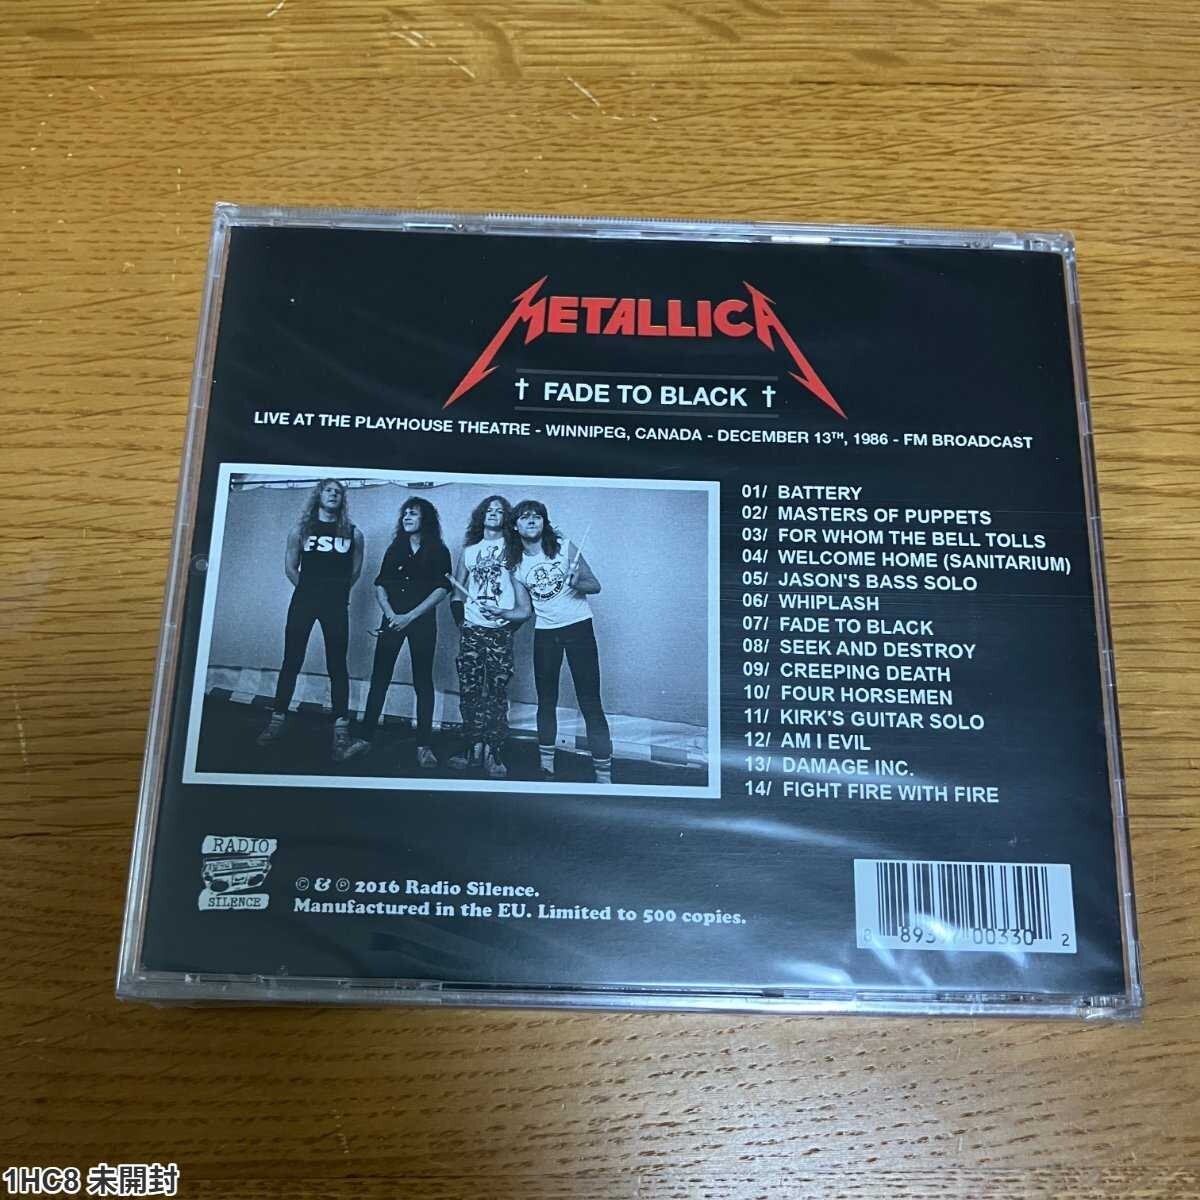 METALLICA
† FADE TO BLACK †
LIVE AT THE PLAYHOUSE THEATRE - WINNIPEG, CANADA - DECEMBER 13TH, 1986 - FM BROADCAST
FSU
01/ BATTERY
02/ MASTERS OF PUPPETS
03/ FOR WHOM THE BELL TOLLS
04/ WELCOME HOME (SANITARIUM)
05/ JASON'S BASS SOLO
06/ WHIPLASH
07/ FADE TO BLACK
08/ SEEK AND DESTROY
09/ CREEPING DEATH
10/ FOUR HORSEMEN
11/ KIRK'S GUITAR SOLO
12/ AM I EVIL
13/ DAMAGE INC.
14/ FIGHT FIRE WITH FIRE
RADIO
SILENCE
© & ℗ 2016 Radio Silence.
Manufactured in the EU. Limited to 500 copies.
00330 2
1HC8 未開封